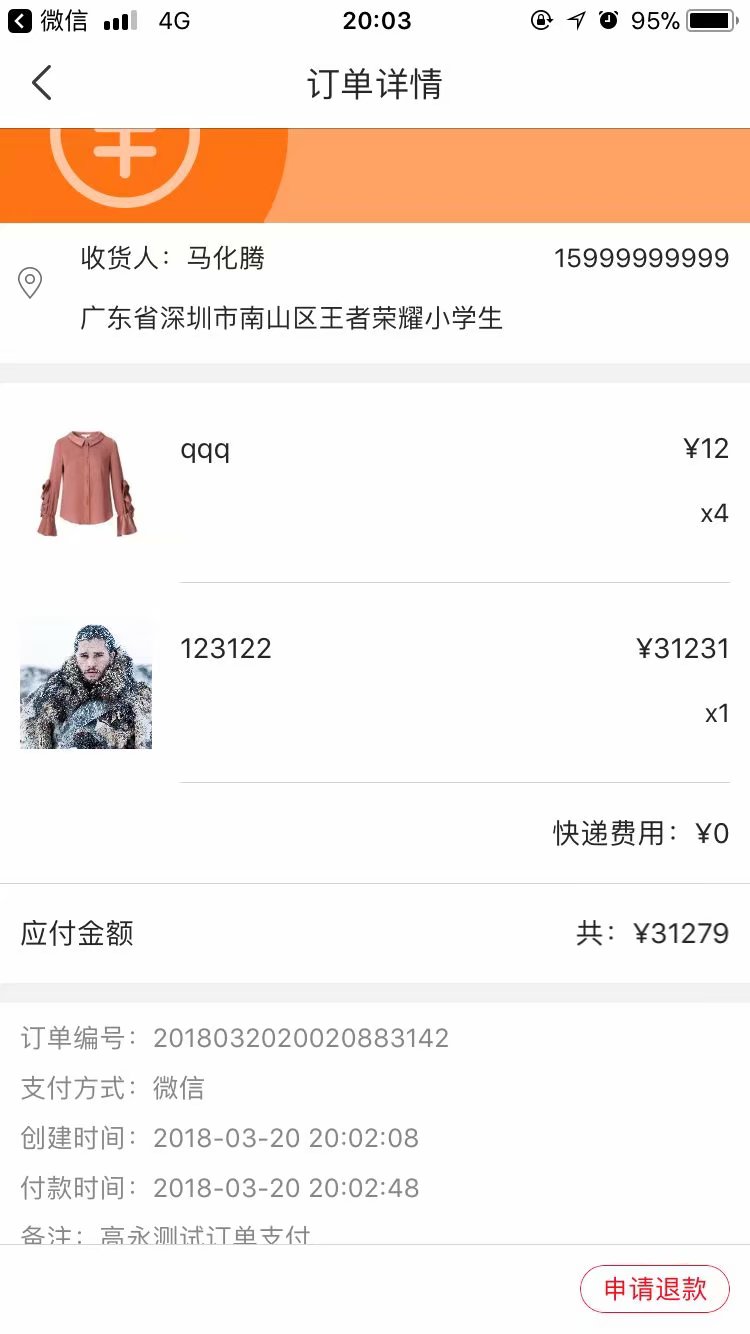 微信 4G 20:03 95%
订单详情
收货人：马化腾 15999999999
广东省深圳市南山区王者荣耀小学生
qqq ¥12
x4
123122 ¥31231
x1
快递费用：¥0
应付金额 共：¥31279
订单编号：2018032020020883142
支付方式：微信
创建时间：2018-03-20 20:02:08
付款时间：2018-03-20 20:02:48
备注：高永测试订单支付
申请退款